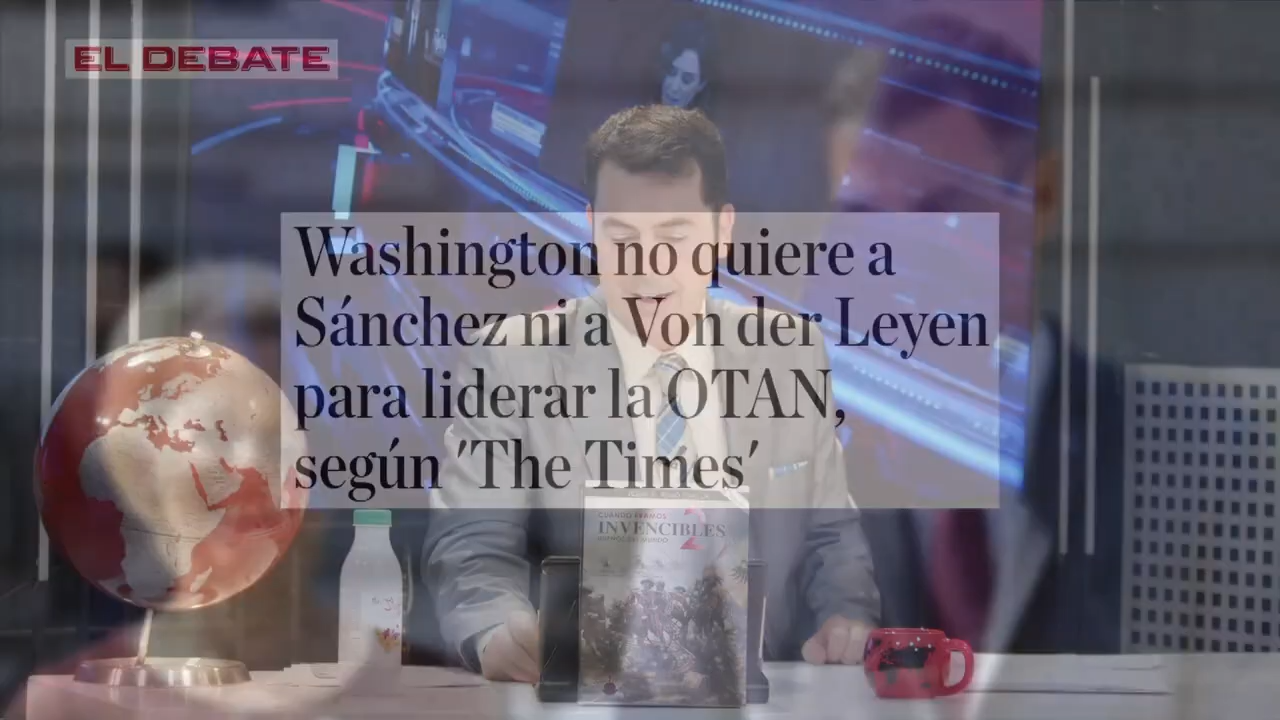 EL DEBATE
Washington no quiere a
Sánchez ni a Von der Leyen
para liderar la OTAN,
según 'The Times'
CUANDO ÉRAMOS
INVENCIBLES
2